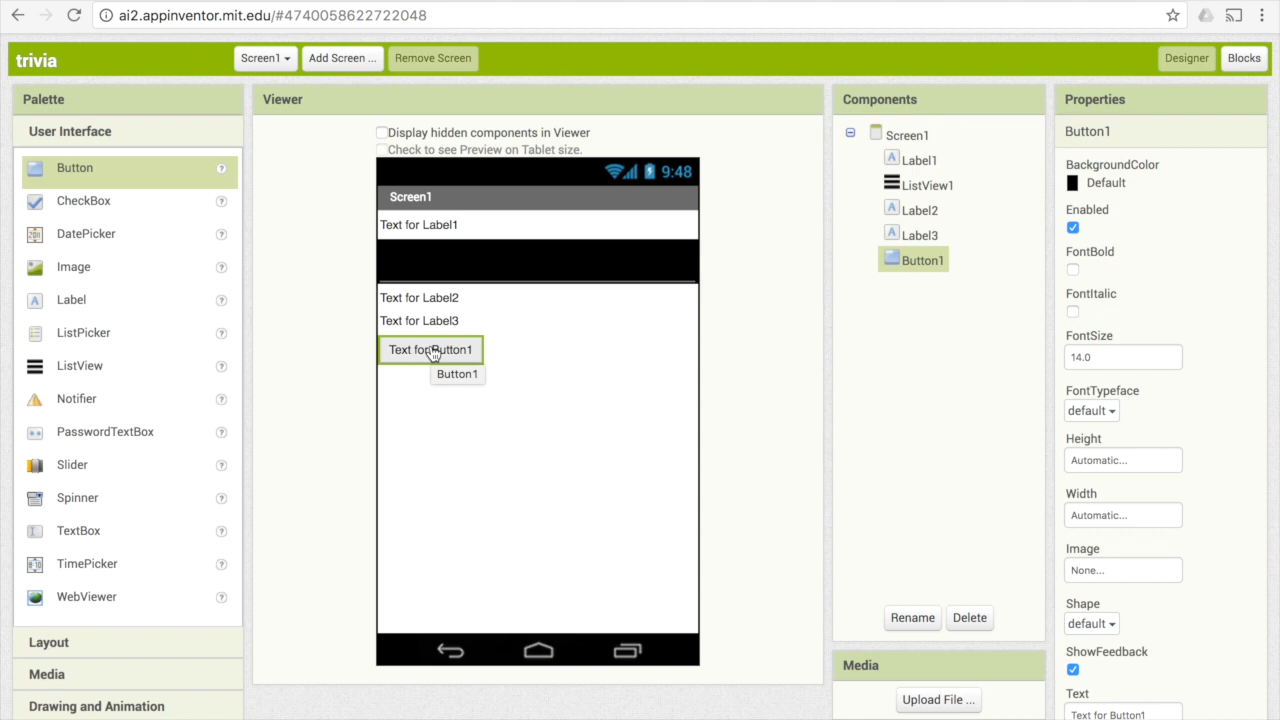 ai2.appinventor.mit.edu/#4740058622722048
trivia
Screen1
Add Screen ...
Remove Screen
Designer
Blocks
Palette
User Interface
Button ?
CheckBox ?
DatePicker ?
Image ?
Label ?
ListPicker ?
ListView ?
Notifier ?
PasswordTextBox ?
Slider ?
Spinner ?
TextBox ?
TimePicker ?
WebViewer ?
Layout
Media
Drawing and Animation
Viewer
Display hidden components in Viewer
Check to see Preview on Tablet size.
9:48
Screen1
Text for Label1
Text for Label2
Text for Label3
Text for Button1
Button1
Components
Screen1
Label1
ListView1
Label2
Label3
Button1
Rename
Delete
Media
Upload File ...
Properties
Button1
BackgroundColor
Default
Enabled
FontBold
FontItalic
FontSize
14.0
FontTypeface
default
Height
Automatic...
Width
Automatic...
Image
None...
Shape
default
ShowFeedback
Text
Text for Button1